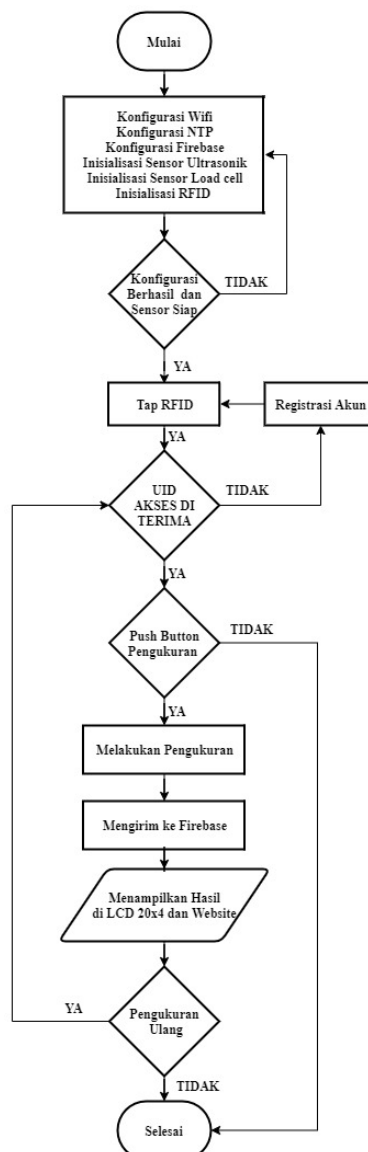 Mulai
Konfigurasi Wifi
Konfigurasi NTP
Konfigurasi Firebase
Inisialisasi Sensor Ultrasonik
Inisialisasi Sensor Load cell
Inisialisasi RFID
Konfigurasi
Berhasil dan
Sensor Siap
TIDAK
YA
Tap RFID
Registrasi Akun
YA
UID
AKSES DI
TERIMA
TIDAK
YA
Push Button
Pengukuran
TIDAK
YA
Melakukan Pengukuran
Mengirim ke Firebase
Menampilkan Hasil
di LCD 20x4 dan Website
Pengukuran
Ulang
YA
TIDAK
Selesai